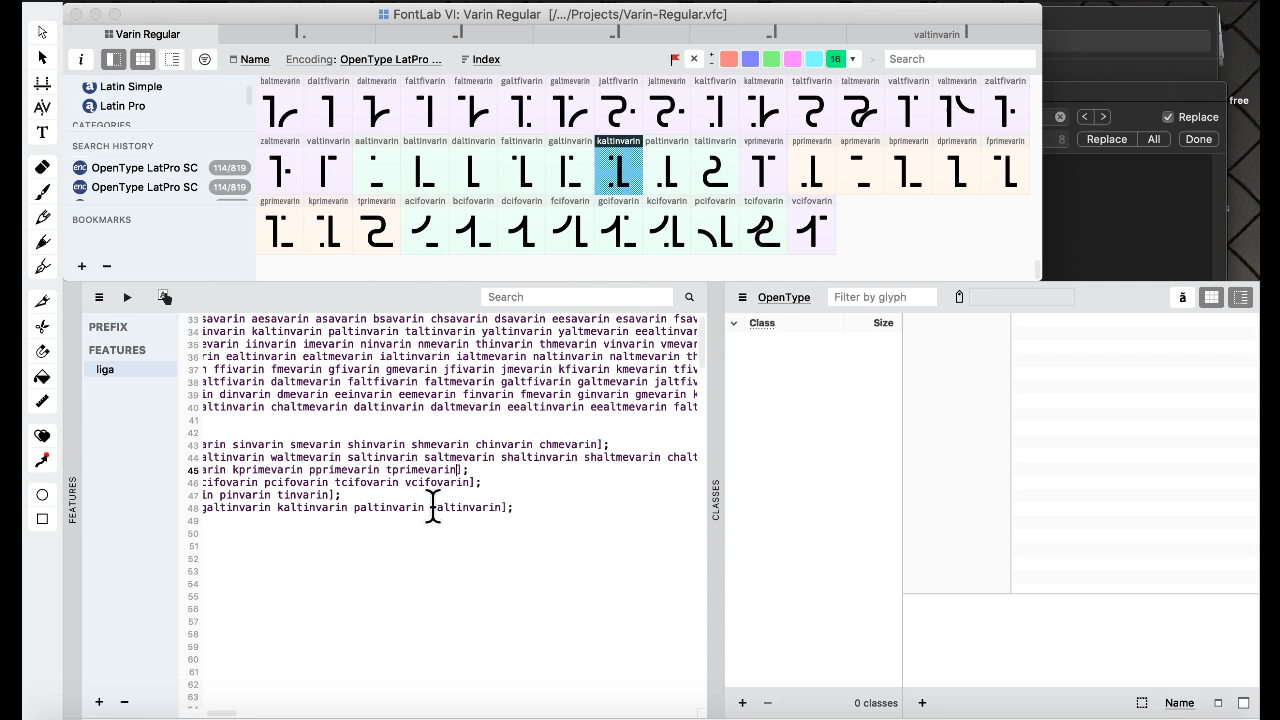 FontLab VI: Varin Regular [/.../Projects/Varin-Regular.vfc]
Varin Regular
valtinvarin
Name
Encoding: OpenType LatPro ...
Index
16
Search
Latin Simple
Latin Pro
CATEGORIES
SEARCH HISTORY
OpenType LatPro SC 114/819
OpenType LatPro SC 114/819
BOOKMARKS
baltmevarin daltfivarin daltmevarin faltfivarin faltmevarin galtfivarin galtmevarin jaltfivarin jaltmevarin kaltfivarin kaltmevarin taltfivarin taltmevarin valtfivarin valtmevarin zaltfivarin
zaltmevarin valtinvarin aaltinvarin baltinvarin daltinvarin faltinvarin galtinvarin kaltinvarin paltinvarin taltinvarin vprimevarin pprimevarin aprimevarin bprimevarin dprimevarin fprimevarin
gprimevarin kprimevarin tprimevarin acifovarin bcifovarin dcifovarin fcifovarin gcifovarin kcifovarin pcifovarin tcifovarin vcifovarin
free
Replace
8
Replace All Done
Search
PREFIX
FEATURES
liga
FEATURES
33 savarin aesavarin asavarin bsavarin chsavarin dsavarin eesavarin esavarin fsavar
34 invarin kaltinvarin paltinvarin taltinvarin yaltinvarin yaltmevarin eealtinvarin
35 evarin iinvarin imevarin ninvarin nmevarin thinvarin thmevarin vinvarin vmevar
36 rin ealtinvarin ealtmevarin ialtinvarin ialtmevarin naltinvarin naltmevarin th
37 n ffivarin fmevarin gfivarin gmevarin jfivarin jmevarin kfivarin kmevarin tfiv
38 altfivarin daltmevarin faltfivarin faltmevarin galtfivarin galtmevarin jaltfiv
39 rin dinvarin dmevarin eeinvarin eemevarin finvarin fmevarin ginvarin gmevarin k
40 altinvarin chaltmevarin daltinvarin daltmevarin eealtinvarin eealtmevarin falt
41
42
43 arin sinvarin smevarin shinvarin shmevarin chinvarin chmevarin];
44 altinvarin waltmevarin saltinvarin saltmevarin shaltinvarin shaltmevarin chalt
45 arin kprimevarin pprimevarin tprimevarin];
46 cifovarin pcifovarin tcifovarin vcifovarin];
47 in pinvarin tinvarin];
48 galtinvarin kaltinvarin paltinvarin altinvarin];
49
50
51
52
53
54
55
56
57
58
59
60
61
62
63
OpenType
Filter by glyph
ă
Class
Size
CLASSES
0 classes
Name